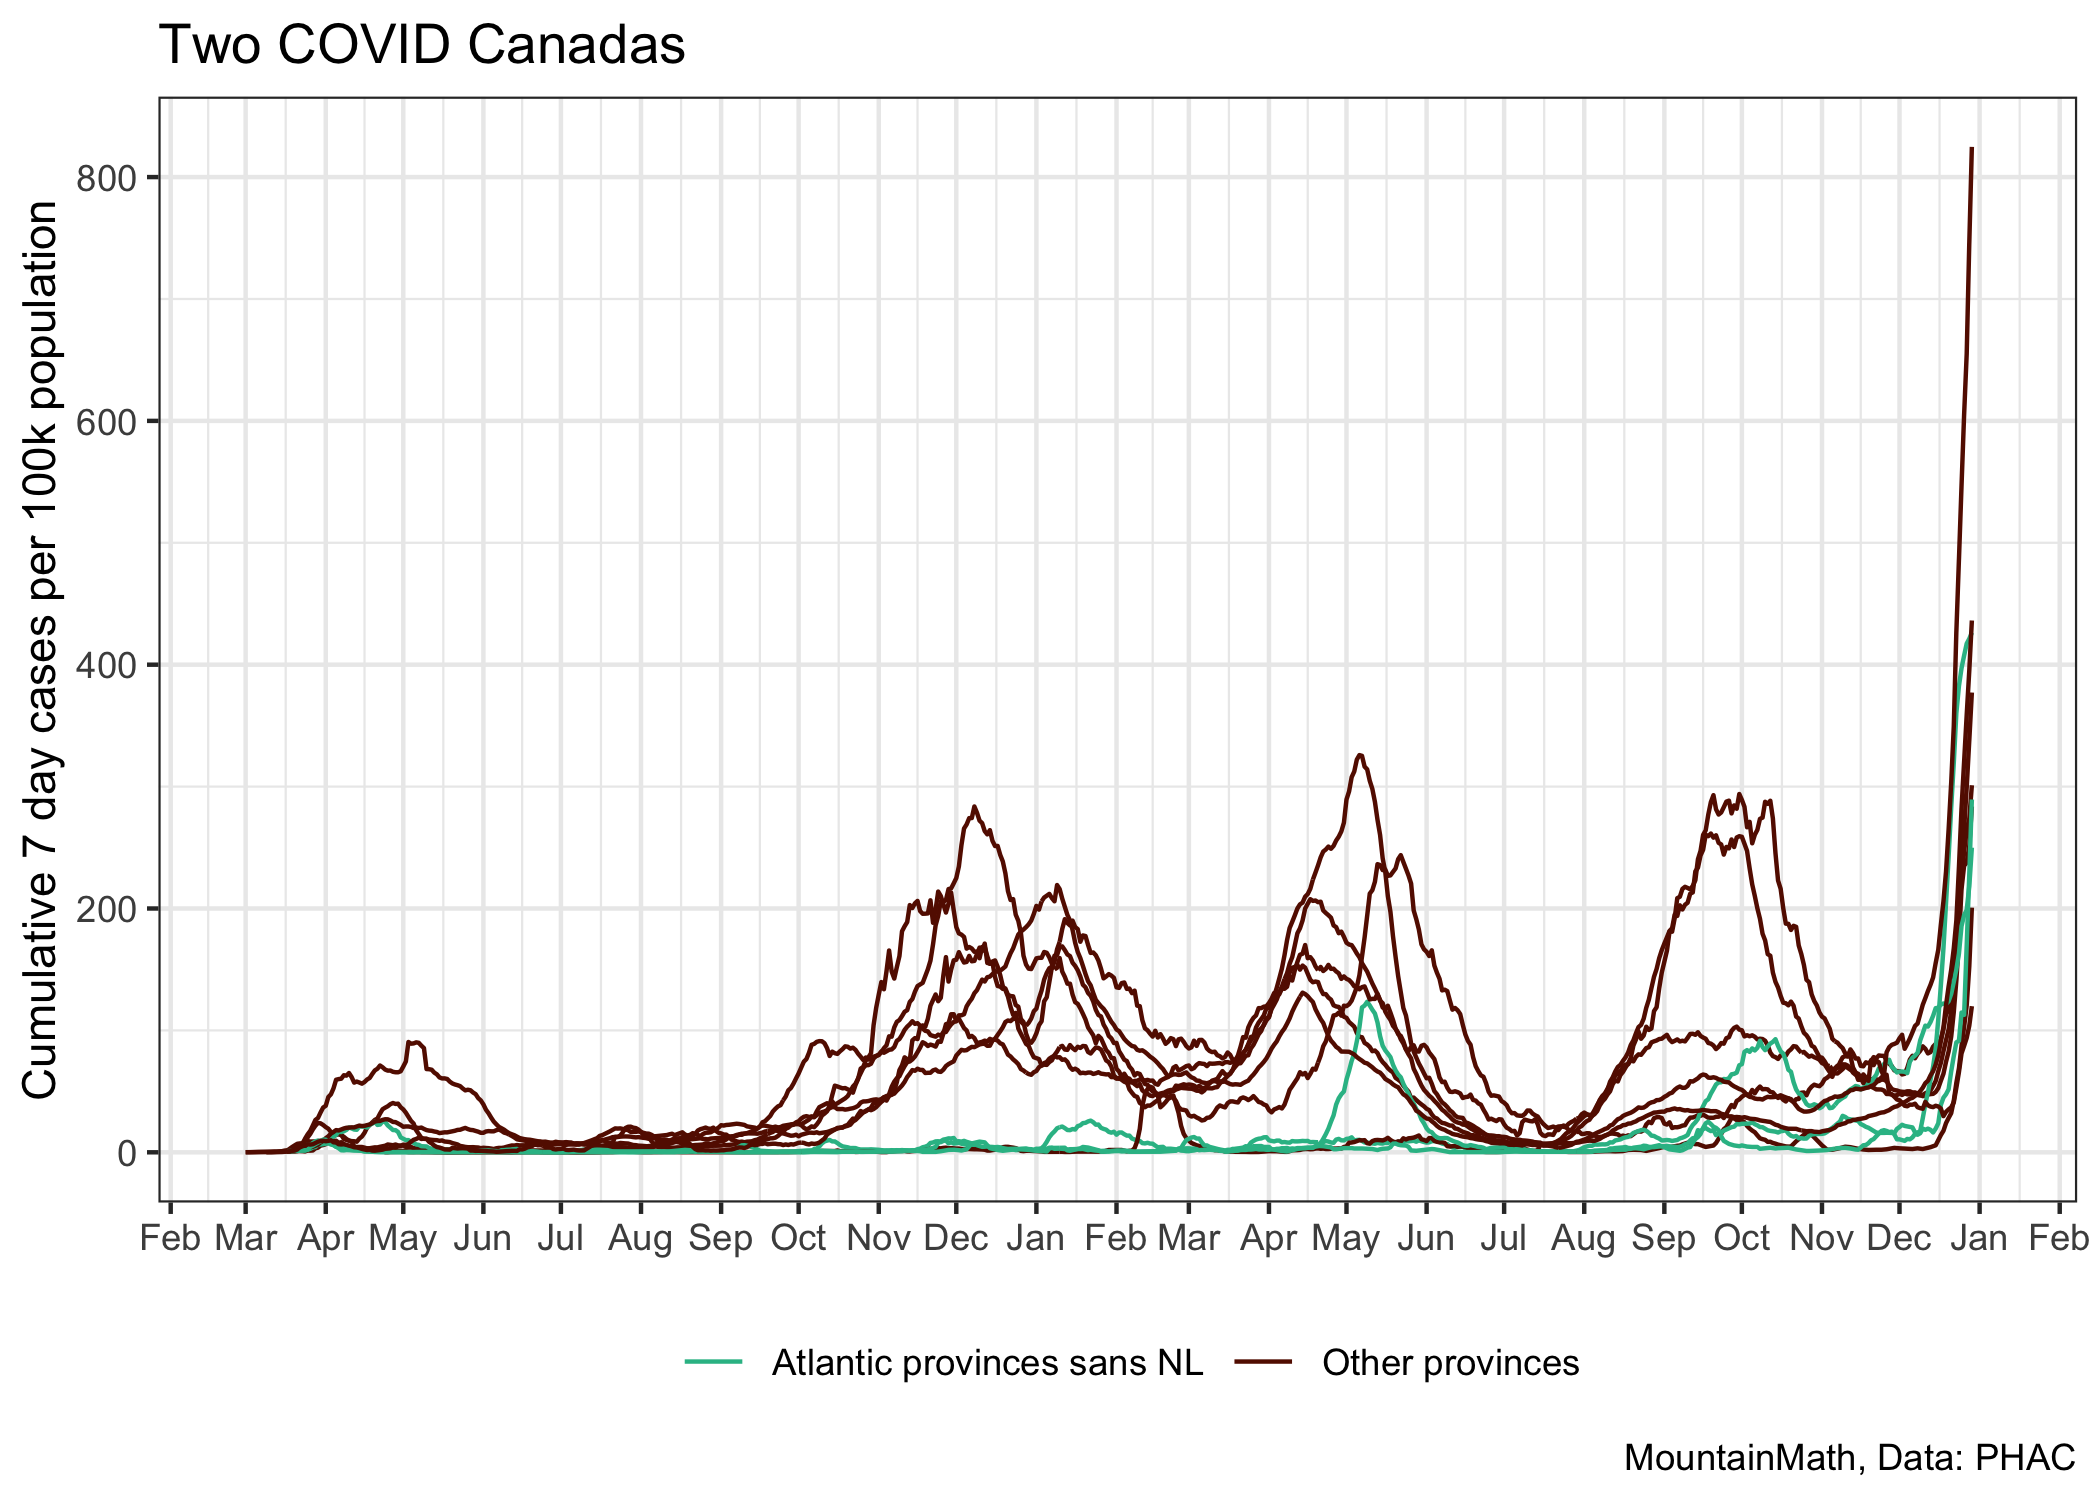 Two COVID Canadas
Cumulative 7 day cases per 100k population
800
600
400
200
0
Feb Mar Apr May Jun Jul Aug Sep Oct Nov Dec Jan Feb Mar Apr May Jun Jul Aug Sep Oct Nov Dec Jan Feb
Atlantic provinces sans NL Other provinces
MountainMath, Data: PHAC